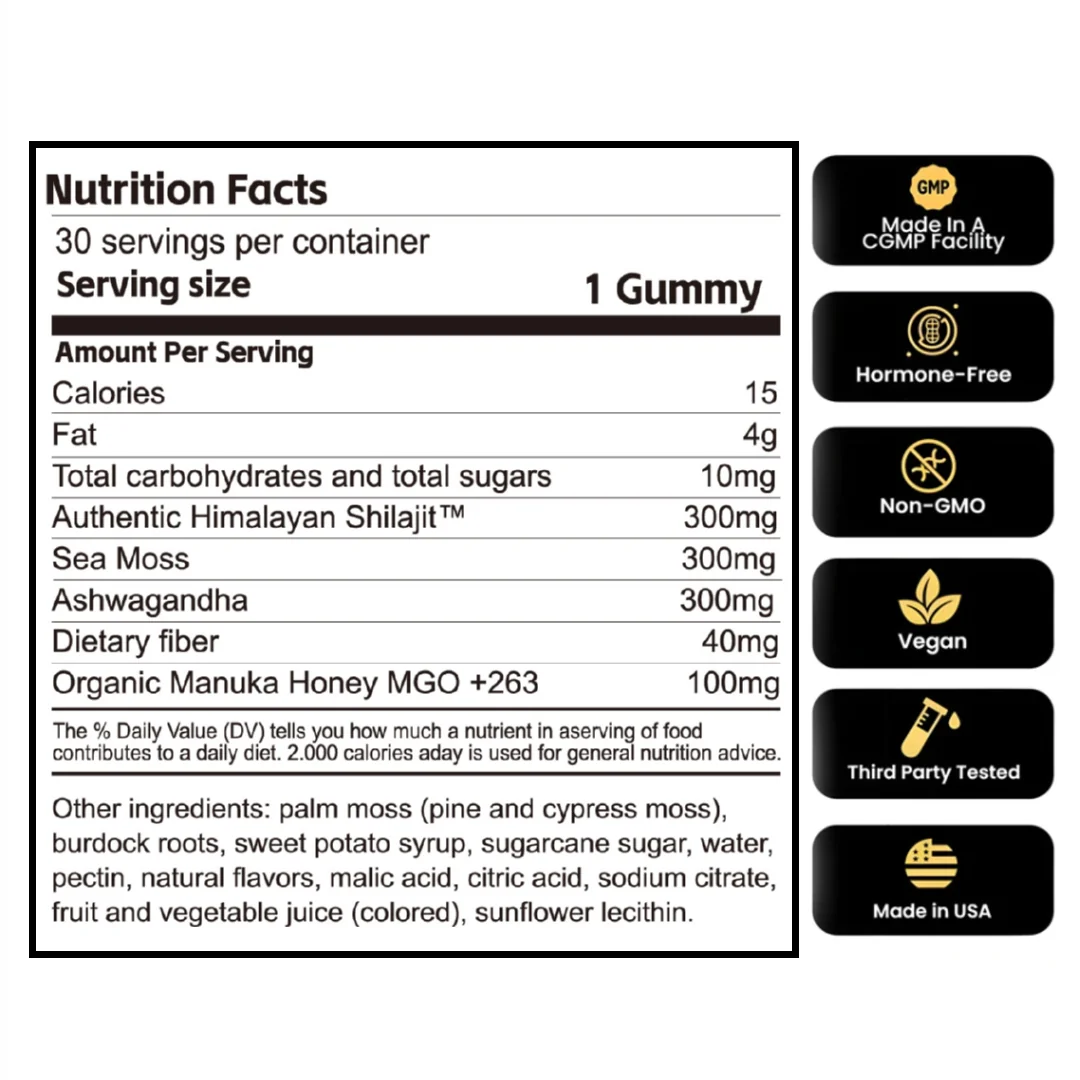 Nutrition Facts
30 servings per container
Serving size 1 Gummy
Amount Per Serving
Calories 15
Fat 4g
Total carbohydrates and total sugars 10mg
Authentic Himalayan Shilajit™ 300mg
Sea Moss 300mg
Ashwagandha 300mg
Dietary fiber 40mg
Organic Manuka Honey MGO +263 100mg
The % Daily Value (DV) tells you how much a nutrient in aserving of food
contributes to a daily diet. 2.000 calories aday is used for general nutrition advice.
Other ingredients: palm moss (pine and cypress moss),
burdock roots, sweet potato syrup, sugarcane sugar, water,
pectin, natural flavors, malic acid, citric acid, sodium citrate,
fruit and vegetable juice (colored), sunflower lecithin.
GMP
Made In A
CGMP Facility
Hormone-Free
Non-GMO
Vegan
Third Party Tested
Made in USA